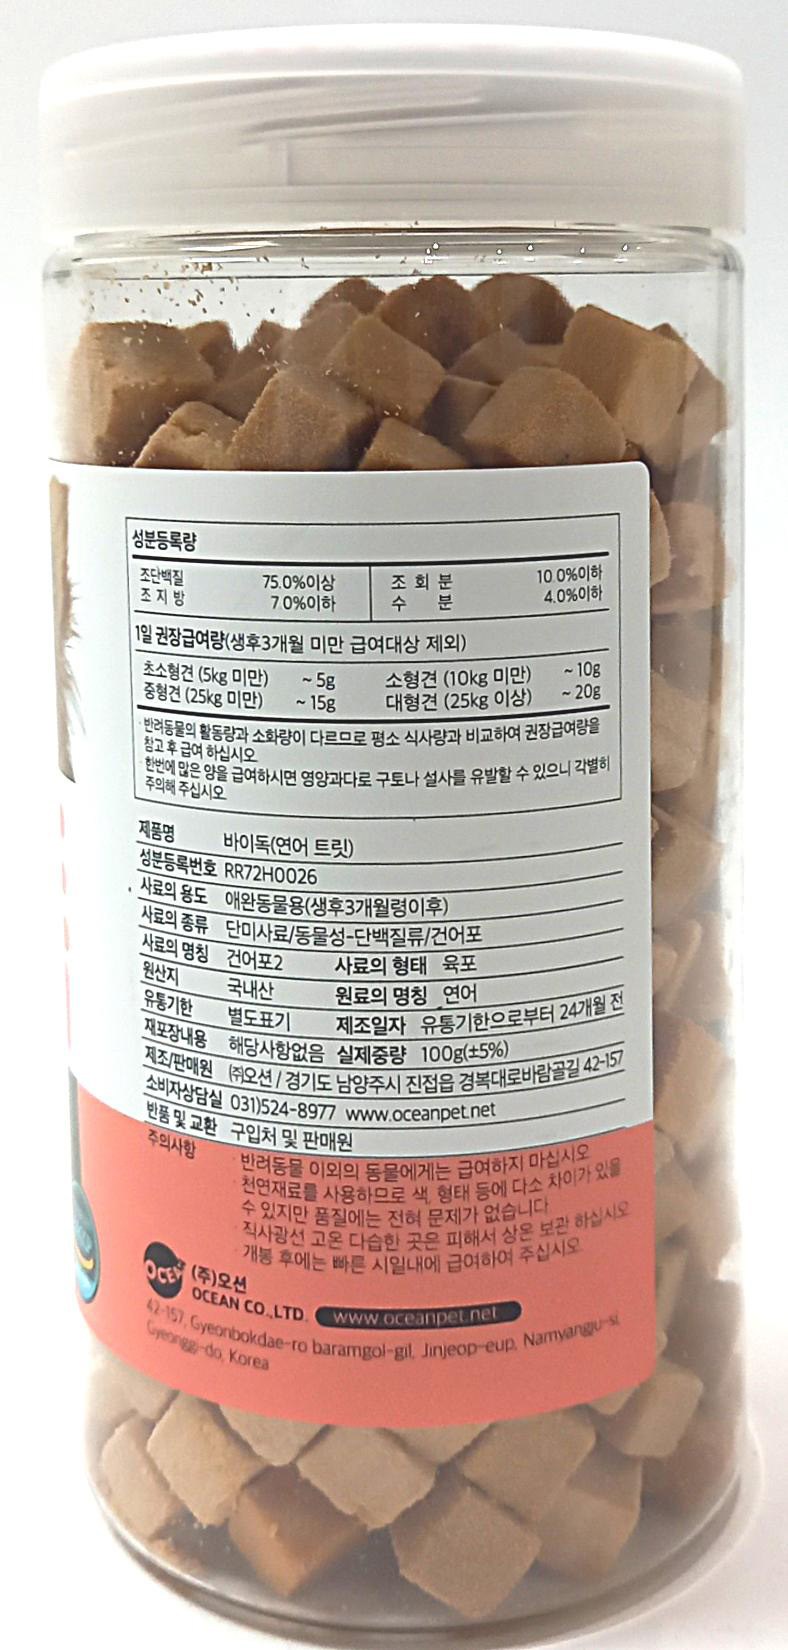 성분등록량
조단백질 75.0%이상 조 회 분 10.0%이하
조 지 방 7.0%이하 수 분 4.0%이하
1일 권장급여량(생후3개월 미만 급여대상 제외)
초소형견 (5kg 미만) ~ 5g 소형견 (10kg 미만) ~ 10g
중형견 (25kg 미만) ~ 15g 대형견 (25kg 이상) ~ 20g
· 반려동물의 활동량과 소화량이 다르므로 평소 식사량과 비교하여 권장급여량을
참고 후 급여 하십시오
· 한번에 많은 양을 급여하시면 영양과다로 구토나 설사를 유발할 수 있으니 각별히
주의해 주십시오
제품명 바이독(연어 트릿)
성분등록번호 RR72H0026
사료의 용도 애완동물용(생후3개월령이후)
사료의 종류 단미사료/동물성-단백질류/건어포
사료의 명칭 건어포2 사료의 형태 육포
원산지 국내산 원료의 명칭 연어
유통기한 별도표기 제조일자 유통기한으로부터 24개월 전
재포장내용 해당사항없음 실제중량 100g(±5%)
제조/판매원 ㈜오션 / 경기도 남양주시 진접읍 경복대로바람골길 42-157
소비자상담실 031)524-8977 www.oceanpet.net
반품 및 교환 구입처 및 판매원
주의사항 · 반려동물 이외의 동물에게는 급여하지 마십시오
· 천연재료를 사용하므로 색, 형태 등에 다소 차이가 있을
수 있지만 품질에는 전혀 문제가 없습니다
· 직사광선 고온 다습한 곳은 피해서 상온 보관 하십시오
· 개봉 후에는 빠른 시일내에 급여하여 주십시오
(주)오션
OCEAN CO.,LTD. www.oceanpet.net
42-157, Gyeonbokdae-ro baramgol-gil, Jinjeop-eup, Namyangju-si,
Gyeonggi-do, Korea